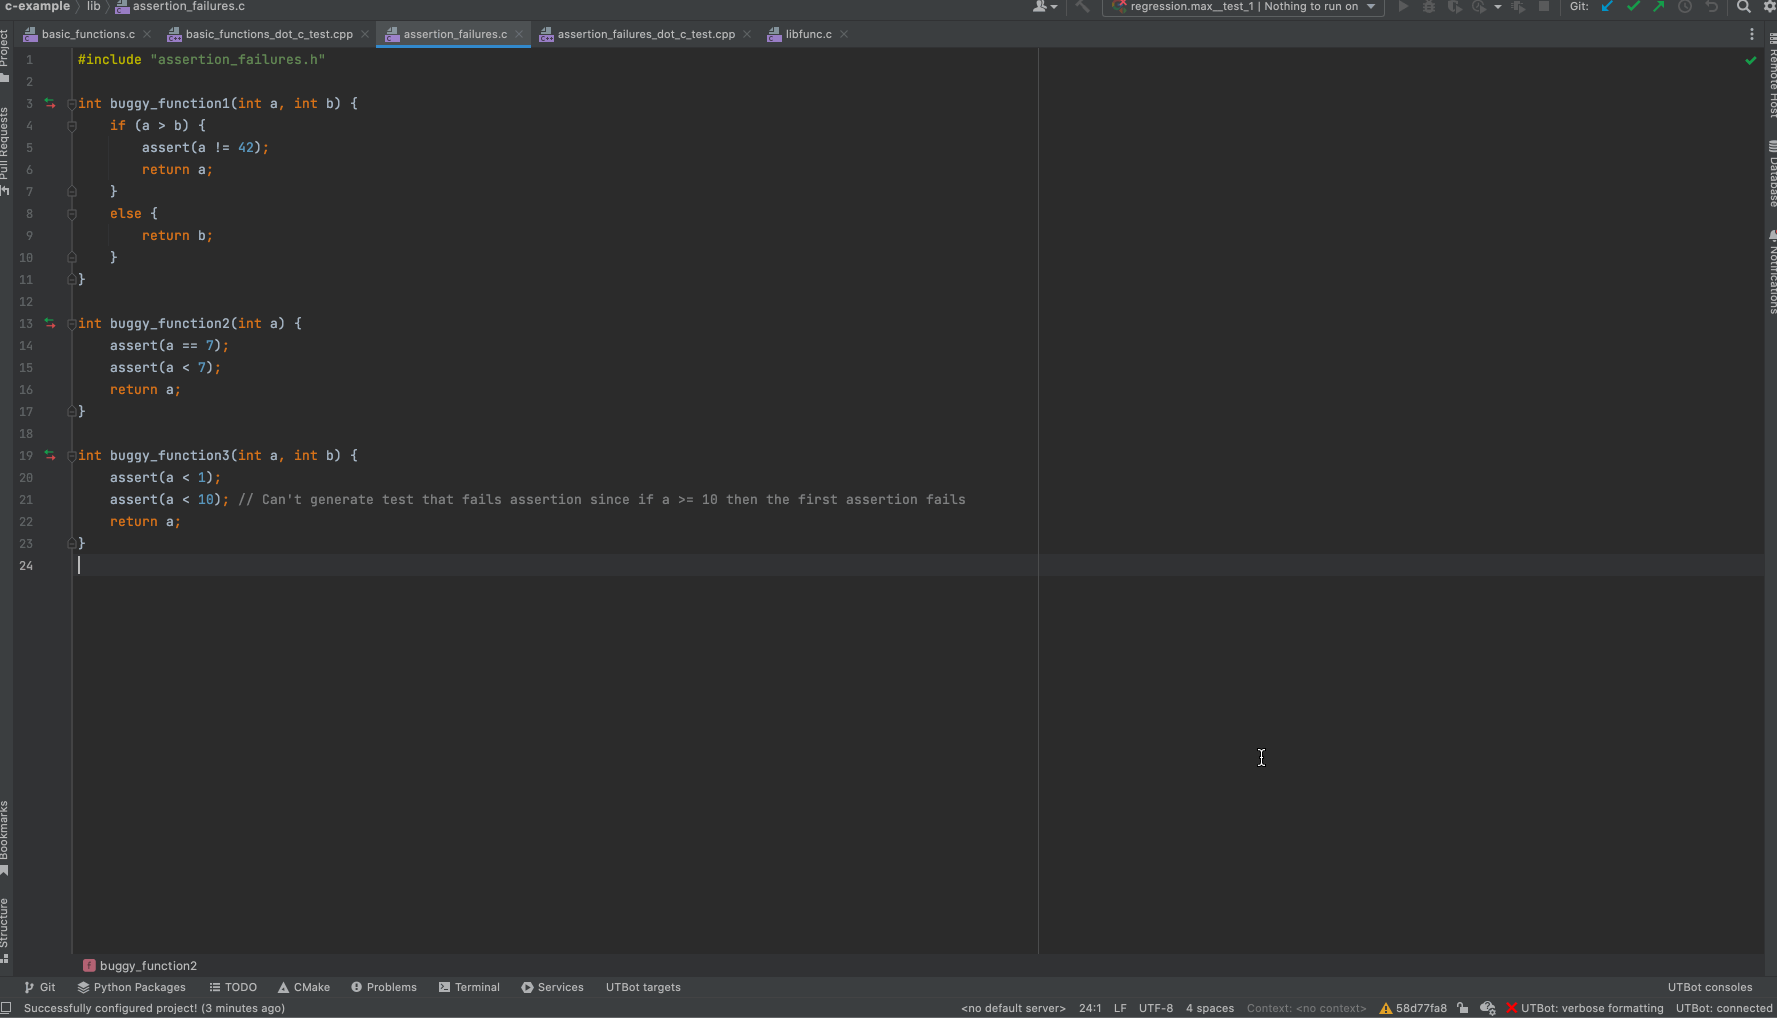 c-example > lib > assertion_failures.c
regression.max__test_1 | Nothing to run on
Git:
basic_functions.c
basic_functions_dot_c_test.cpp
assertion_failures.c
assertion_failures_dot_c_test.cpp
libfunc.c
Project
Pull Requests
Bookmarks
Structure
1 #include "assertion_failures.h"
2
3 int buggy_function1(int a, int b) {
4 if (a > b) {
5 assert(a != 42);
6 return a;
7 }
8 else {
9 return b;
10 }
11 }
12
13 int buggy_function2(int a) {
14 assert(a == 7);
15 assert(a < 7);
16 return a;
17 }
18
19 int buggy_function3(int a, int b) {
20 assert(a < 1);
21 assert(a < 10); // Can't generate test that fails assertion since if a >= 10 then the first assertion fails
22 return a;
23 }
24
Remote Host
Database
Notifications
f buggy_function2
Git
Python Packages
TODO
CMake
Problems
Terminal
Services
UTBot targets
UTBot consoles
Successfully configured project! (3 minutes ago)
<no default server>
24:1
LF
UTF-8
4 spaces
Context: <no context>
58d77fa8
UTBot: verbose formatting
UTBot: connected